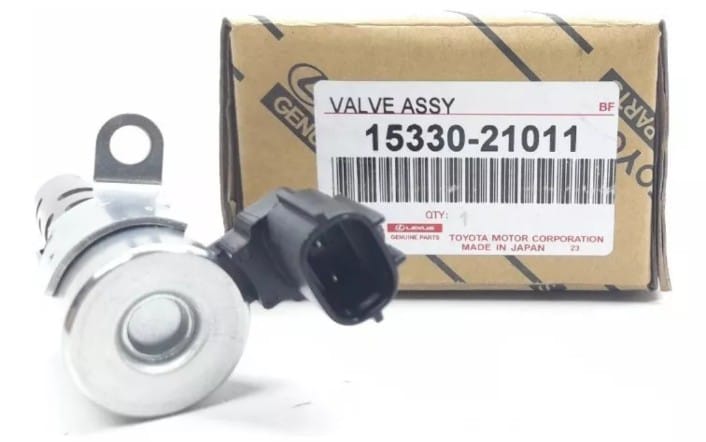 VALVE ASSY BF
15330-21011
QTY: 1
LEXUS
GENUINE PARTS
TOYOTA MOTOR CORPORATION
MADE IN JAPAN 23
GENU
TOYOTA
PARTS